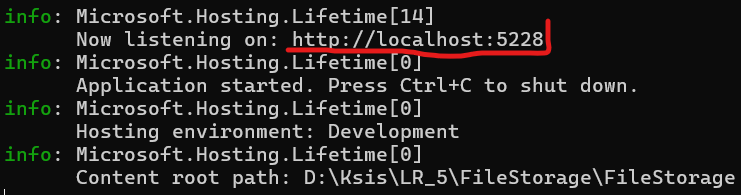 info: Microsoft.Hosting.Lifetime[14]
Now listening on: http://localhost:5228
info: Microsoft.Hosting.Lifetime[0]
Application started. Press Ctrl+C to shut down.
info: Microsoft.Hosting.Lifetime[0]
Hosting environment: Development
info: Microsoft.Hosting.Lifetime[0]
Content root path: D:\Ksis\LR_5\FileStorage\FileStorage